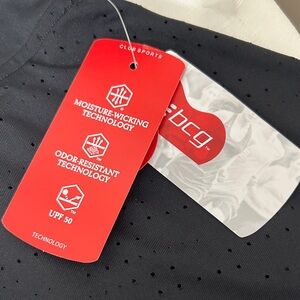 CLUB SPORTS
MOISTURE-WICKING
TECHNOLOGY
ODOR-RESISTANT
TECHNOLOGY
UPF 50
TECHNOLOGY
bcg